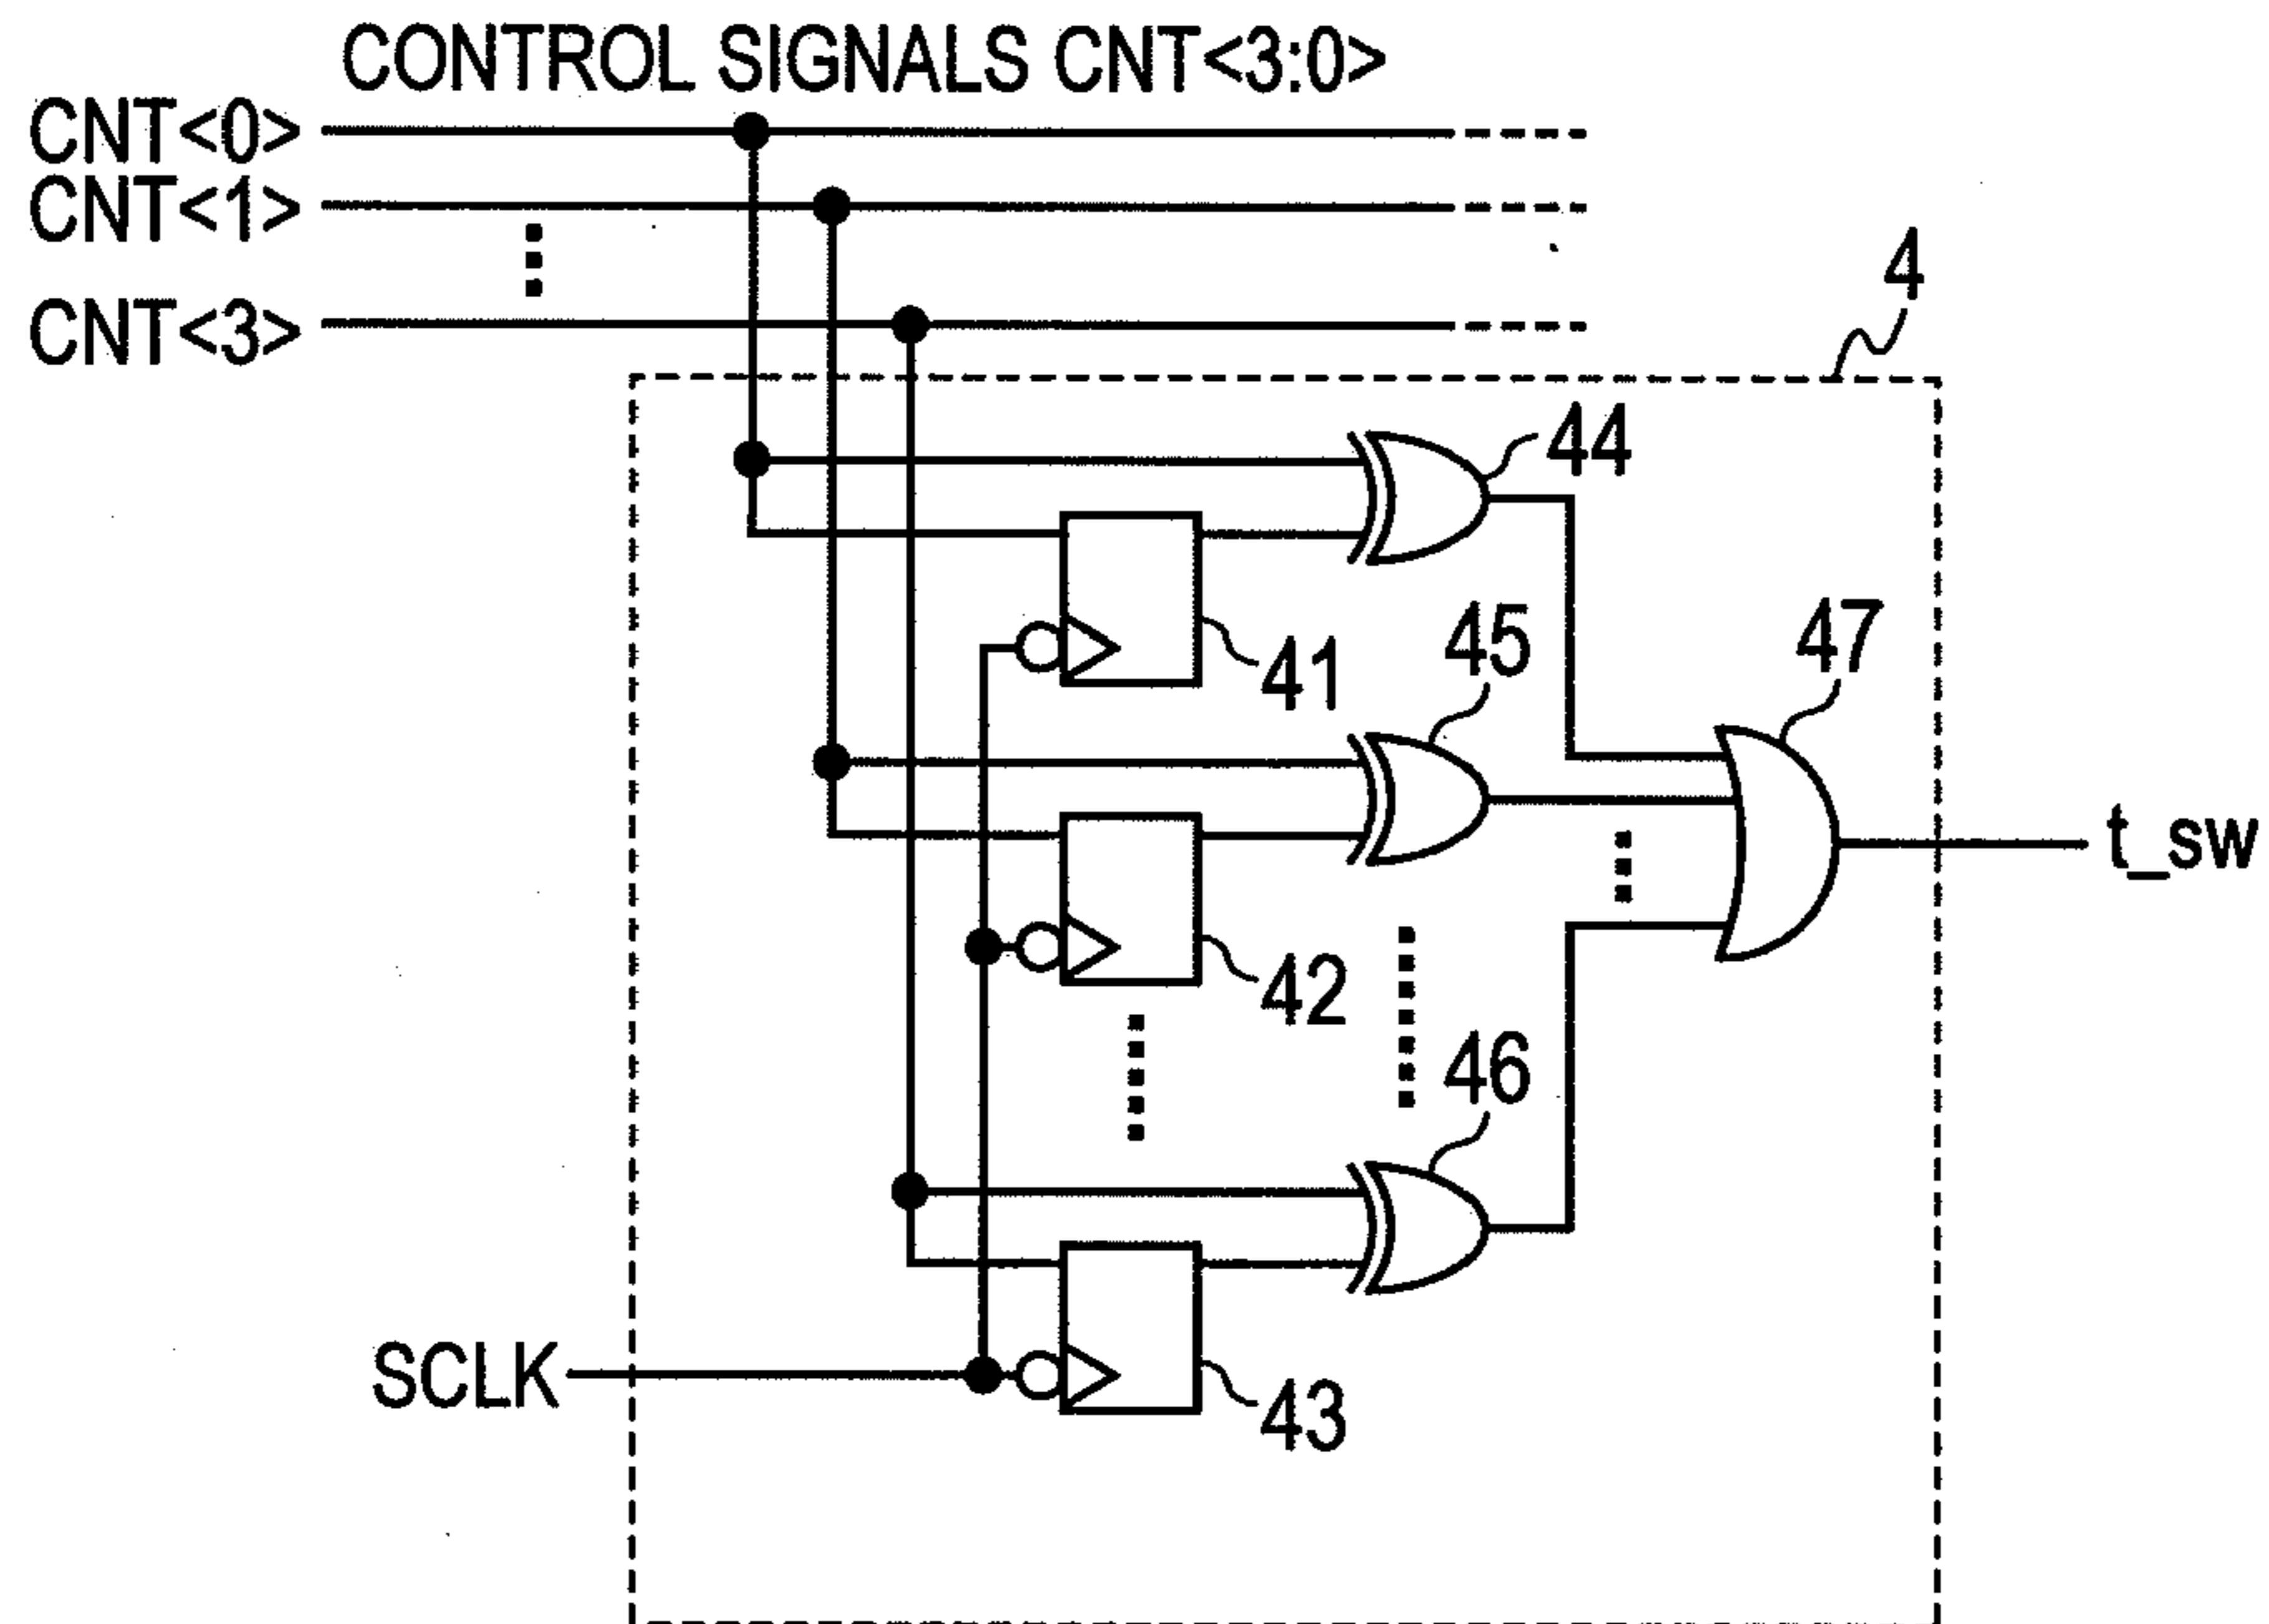 CONTROL SIGNALS CNT<3:0>
CNT<0>
CNT<1>
CNT<3>
4
44
41
45
47
42
46
t_sw
SCLK
43